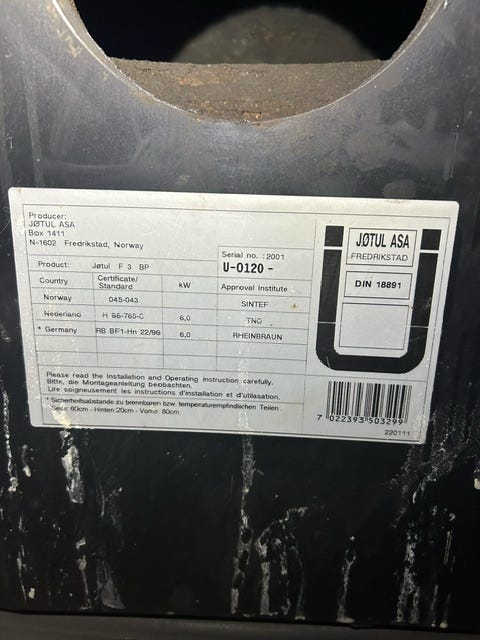 Producer:
JØTUL ASA
Box 1411
N-1602 Fredrikstad, Norway
Serial no. :2001
U-0120 -
Product: Jøtul F 3 BP
Country Certificate/ Standard kW Approval Institute
Norway 045-043 SINTEF
Nederland H 96-765-C 6,0 TNO
* Germany RB BF1-Hn 22/96 6,0 RHEINBRAUN
Please read the Installation and Operating instruction carefully.
Bitte, die Montageanleitung beobachten.
Lire soigneusement les instructions d'installation et d'utilasation.
* Sicherheitsabstande zu brennbaren bzw. temperaturempfindlichen Teilen
60cm - Hinten:20cm - Vorne: 80cm
JØTUL ASA
FREDRIKSTAD
DIN 18891
7 022393 503299
220111